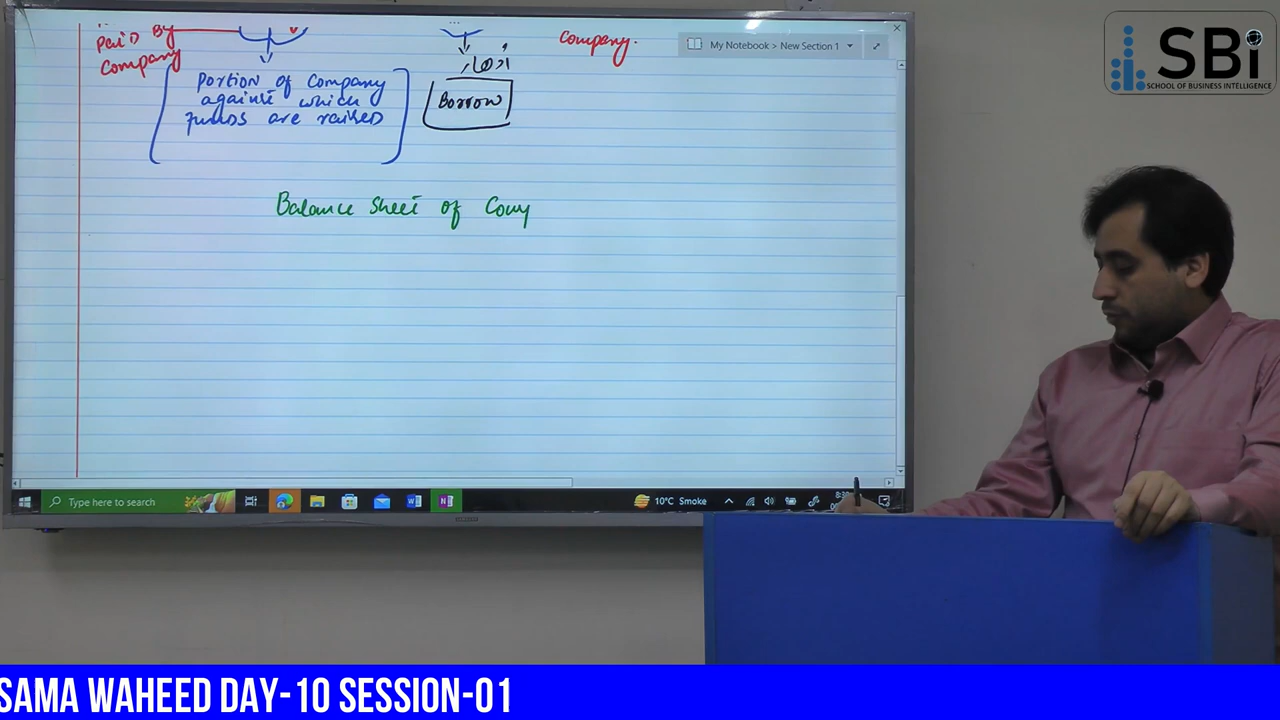 Paid By
Company
Company.
My Notebook > New Section 1
ادھار
Portion of Company
against which
funds are raised
Borrow
Balance Sheet of Comp
Type here to search
10°C Smoke
SBi
SCHOOL OF BUSINESS INTELLIGENCE
SAMA WAHEED DAY-10 SESSION-01